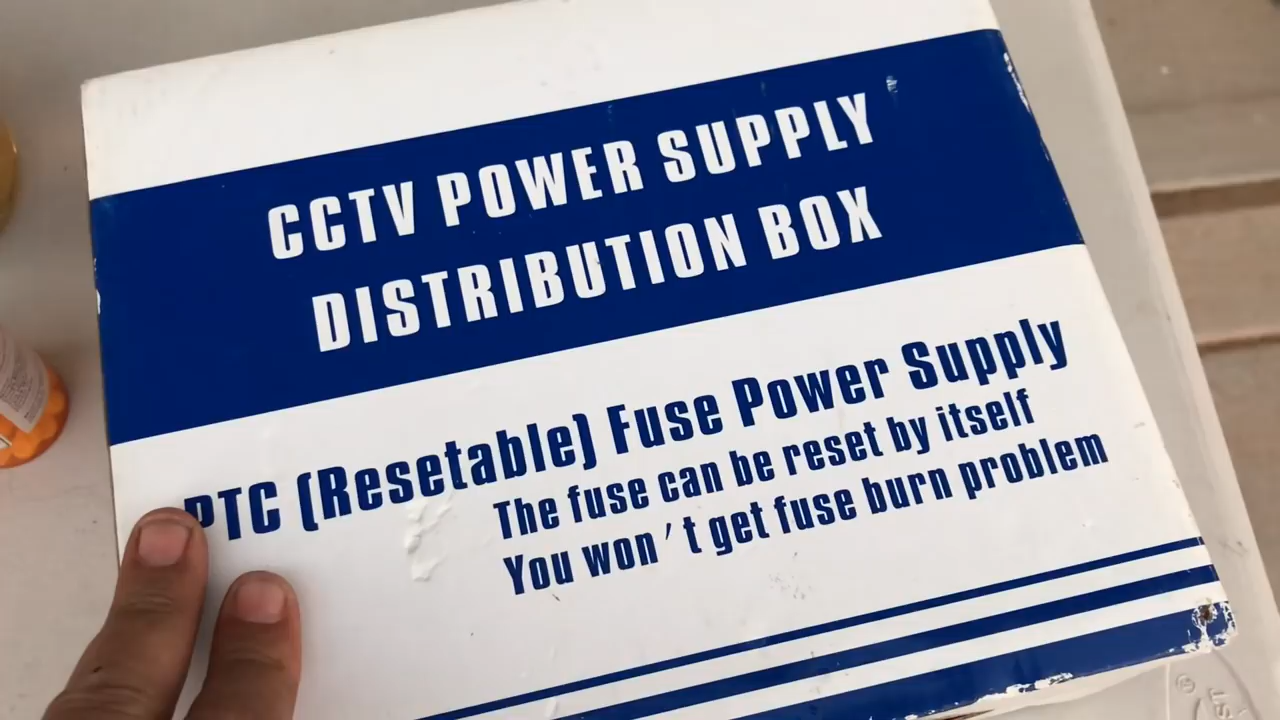 CCTV POWER SUPPLY
DISTRIBUTION BOX
PTC (Resetable) Fuse Power Supply
The fuse can be reset by itself
You won't get fuse burn problem